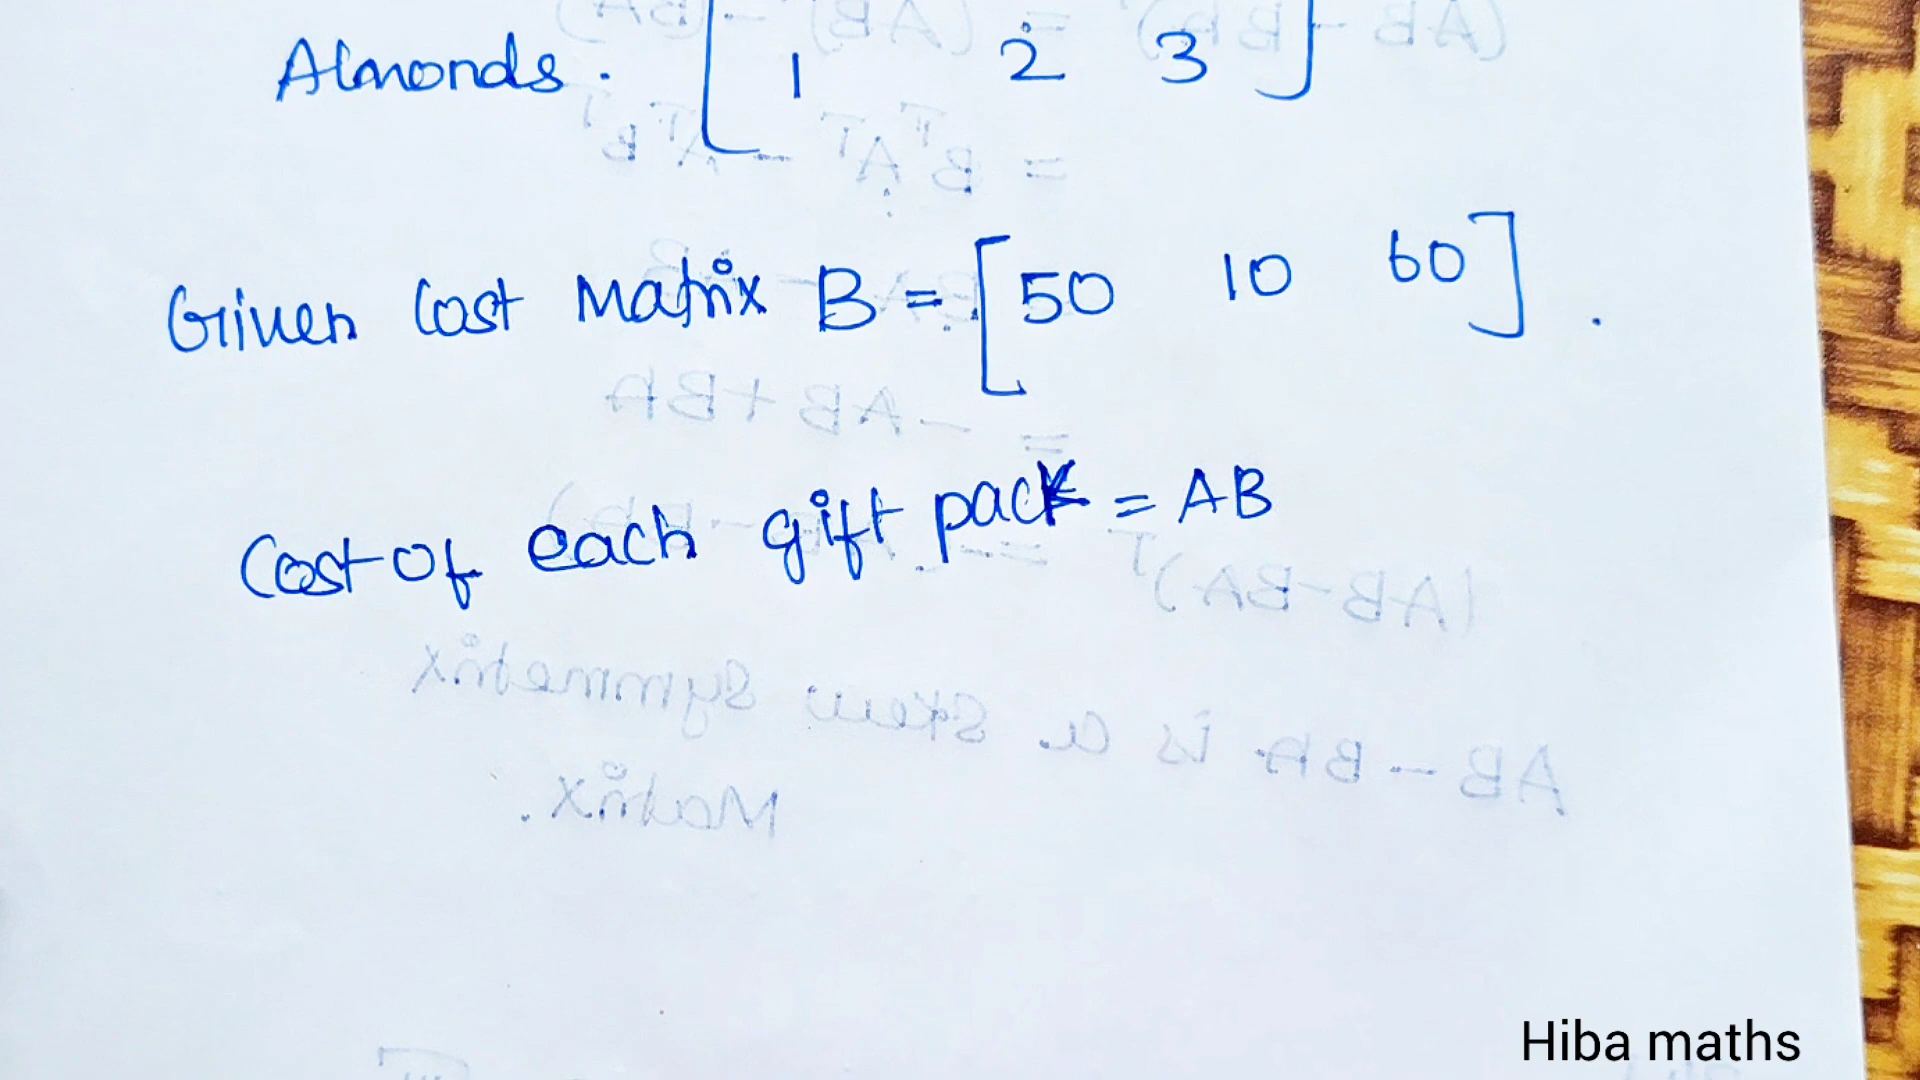 Almonds. [1 2 3]
Given Cost Matrix B = [50 10 60].
Cost of each gift pack = AB
Hiba maths